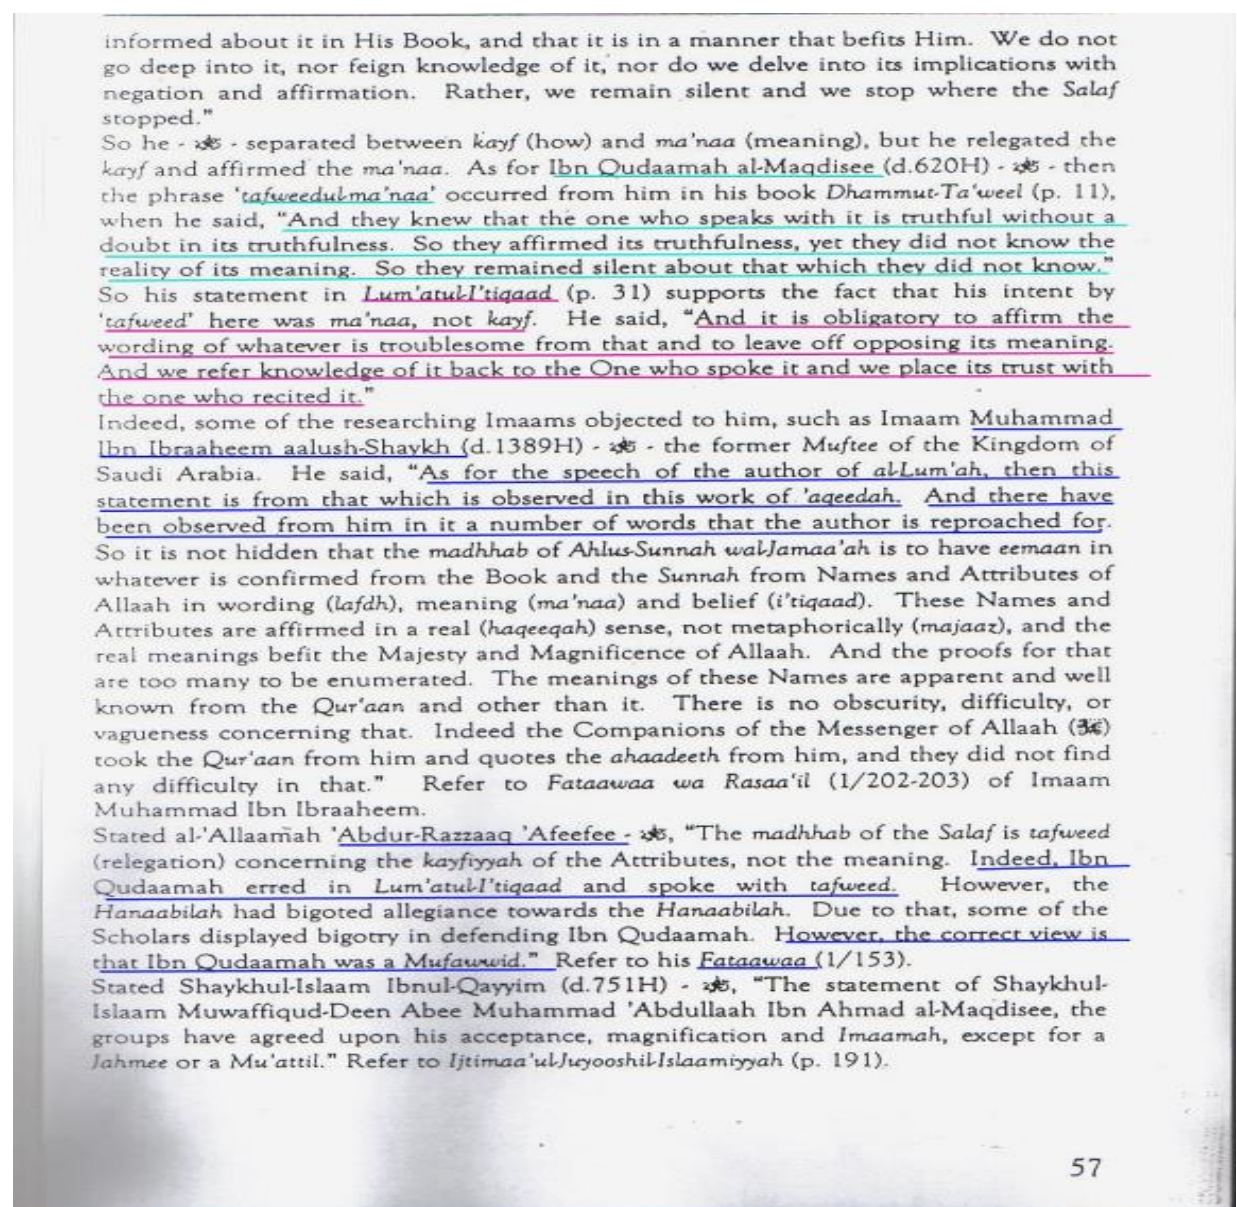 informed about it in His Book, and that it is in a manner that befits Him. We do not
go deep into it, nor feign knowledge of it, nor do we delve into its implications with
negation and affirmation. Rather, we remain silent and we stop where the Salaf
stopped."
So he - - separated between kayf (how) and ma'naa (meaning), but he relegated the
kayf and affirmed the ma'naa. As for Ibn Qudaamah al-Maqdisee (d.620H) - - then
the phrase 'tafweedul-ma'naa' occurred from him in his book Dhammut-Ta'weel (p. 11),
when he said, "And they knew that the one who speaks with it is truthful without a
doubt in its truthfulness. So they affirmed its truthfulness, yet they did not know the
reality of its meaning. So they remained silent about that which they did not know."
So his statement in Lum'atul-I'tiqaad (p. 31) supports the fact that his intent by
'tafweed' here was ma'naa, not kayf. He said, "And it is obligatory to affirm the
wording of whatever is troublesome from that and to leave off opposing its meaning.
And we refer knowledge of it back to the One who spoke it and we place its trust with
the one who recited it."
Indeed, some of the researching Imaams objected to him, such as Imaam Muhammad
Ibn Ibraaheem aalush-Shaykh (d.1389H) - - the former Muftee of the Kingdom of
Saudi Arabia. He said, "As for the speech of the author of al-Lum'ah, then this
statement is from that which is observed in this work of 'aqeedah. And there have
been observed from him in it a number of words that the author is reproached for.
So it is not hidden that the madhhab of Ahlus-Sunnah wal-Jamaa'ah is to have eemaan in
whatever is confirmed from the Book and the Sunnah from Names and Attributes of
Allaah in wording (lafdh), meaning (ma'naa) and belief (i'tiqaad). These Names and
Attributes are affirmed in a real (haqeeqah) sense, not metaphorically (majaaz), and the
real meanings befit the Majesty and Magnificence of Allaah. And the proofs for that
are too many to be enumerated. The meanings of these Names are apparent and well
known from the Qur'aan and other than it. There is no obscurity, difficulty, or
vagueness concerning that. Indeed the Companions of the Messenger of Allaah (ﷺ)
took the Qur'aan from him and quotes the ahaadeeth from him, and they did not find
any difficulty in that." Refer to Fataawaa wa Rasaa'il (1/202-203) of Imaam
Muhammad Ibn Ibraaheem.
Stated al-'Allaamah 'Abdur-Razzaaq 'Afeefee - , "The madhhab of the Salaf is tafweed
(relegation) concerning the kayfiyyah of the Attributes, not the meaning. Indeed, Ibn
Qudaamah erred in Lum'atul-I'tiqaad and spoke with tafweed. However, the
Hanaabilah had bigoted allegiance towards the Hanaabilah. Due to that, some of the
Scholars displayed bigotry in defending Ibn Qudaamah. However, the correct view is
that Ibn Qudaamah was a Mufawwid." Refer to his Fataawaa (1/153).
Stated Shaykhul-Islaam Ibnul-Qayyim (d.751H) - , "The statement of Shaykhul-
Islaam Muwaffiqud-Deen Abee Muhammad 'Abdullaah Ibn Ahmad al-Maqdisee, the
groups have agreed upon his acceptance, magnification and Imaamah, except for a
Jahmee or a Mu'attil." Refer to Ijtimaa'ul-Juyooshil-Islaamiyyah (p. 191).
57